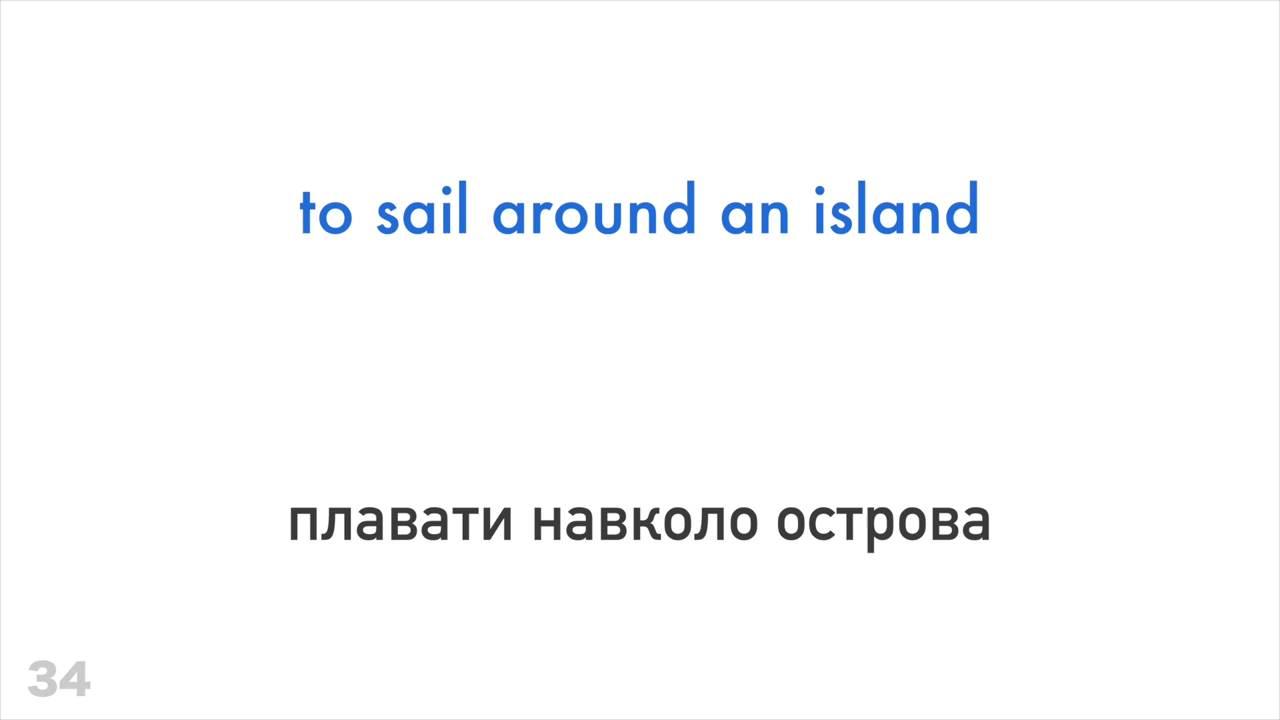 to sail around an island
плавати навколо острова
34